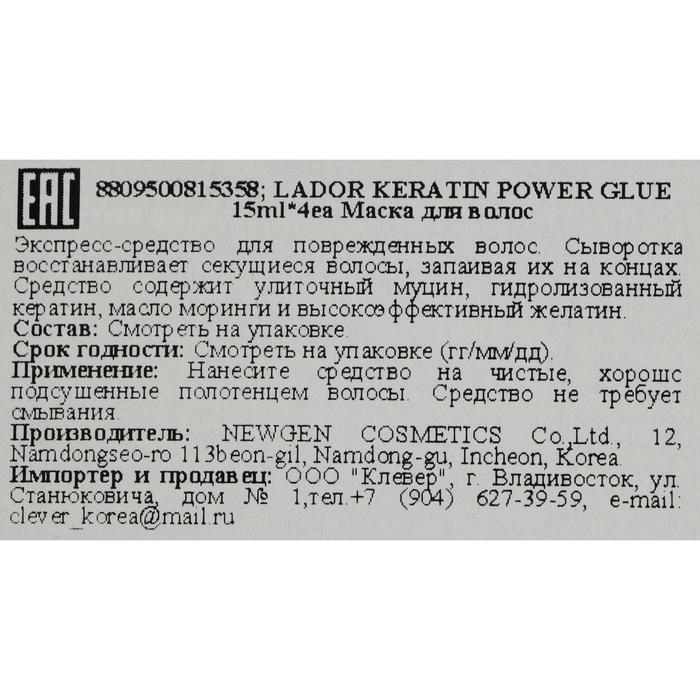 EAC 8809500815358; LADOR KERATIN POWER GLUE
15ml*4ea Маска для волос
Экспресс-средство для поврежденных волос. Сыворотка
восстанавливает секущиеся волосы, запаивая их на концах.
Средство содержит улиточный муцин, гидролизованный
кератин, масло моринги и высокоэффективный желатин.
Состав: Смотреть на упаковке.
Срок годности: Смотреть на упаковке (гг/мм/дд).
Применение: Нанесите средство на чистые, хорошо
подсушенные полотенцем волосы. Средство не требует
смывания.
Производитель: NEWGEN COSMETICS Co.,Ltd., 12,
Namdongseo-ro 113beon-gil, Namdong-gu, Incheon, Korea.
Импортер и продавец: ООО "Клевер", г. Владивосток, ул.
Станюковича, дом № 1,тел.+7 (904) 627-39-59, e-mail:
clever_korea@mail.ru